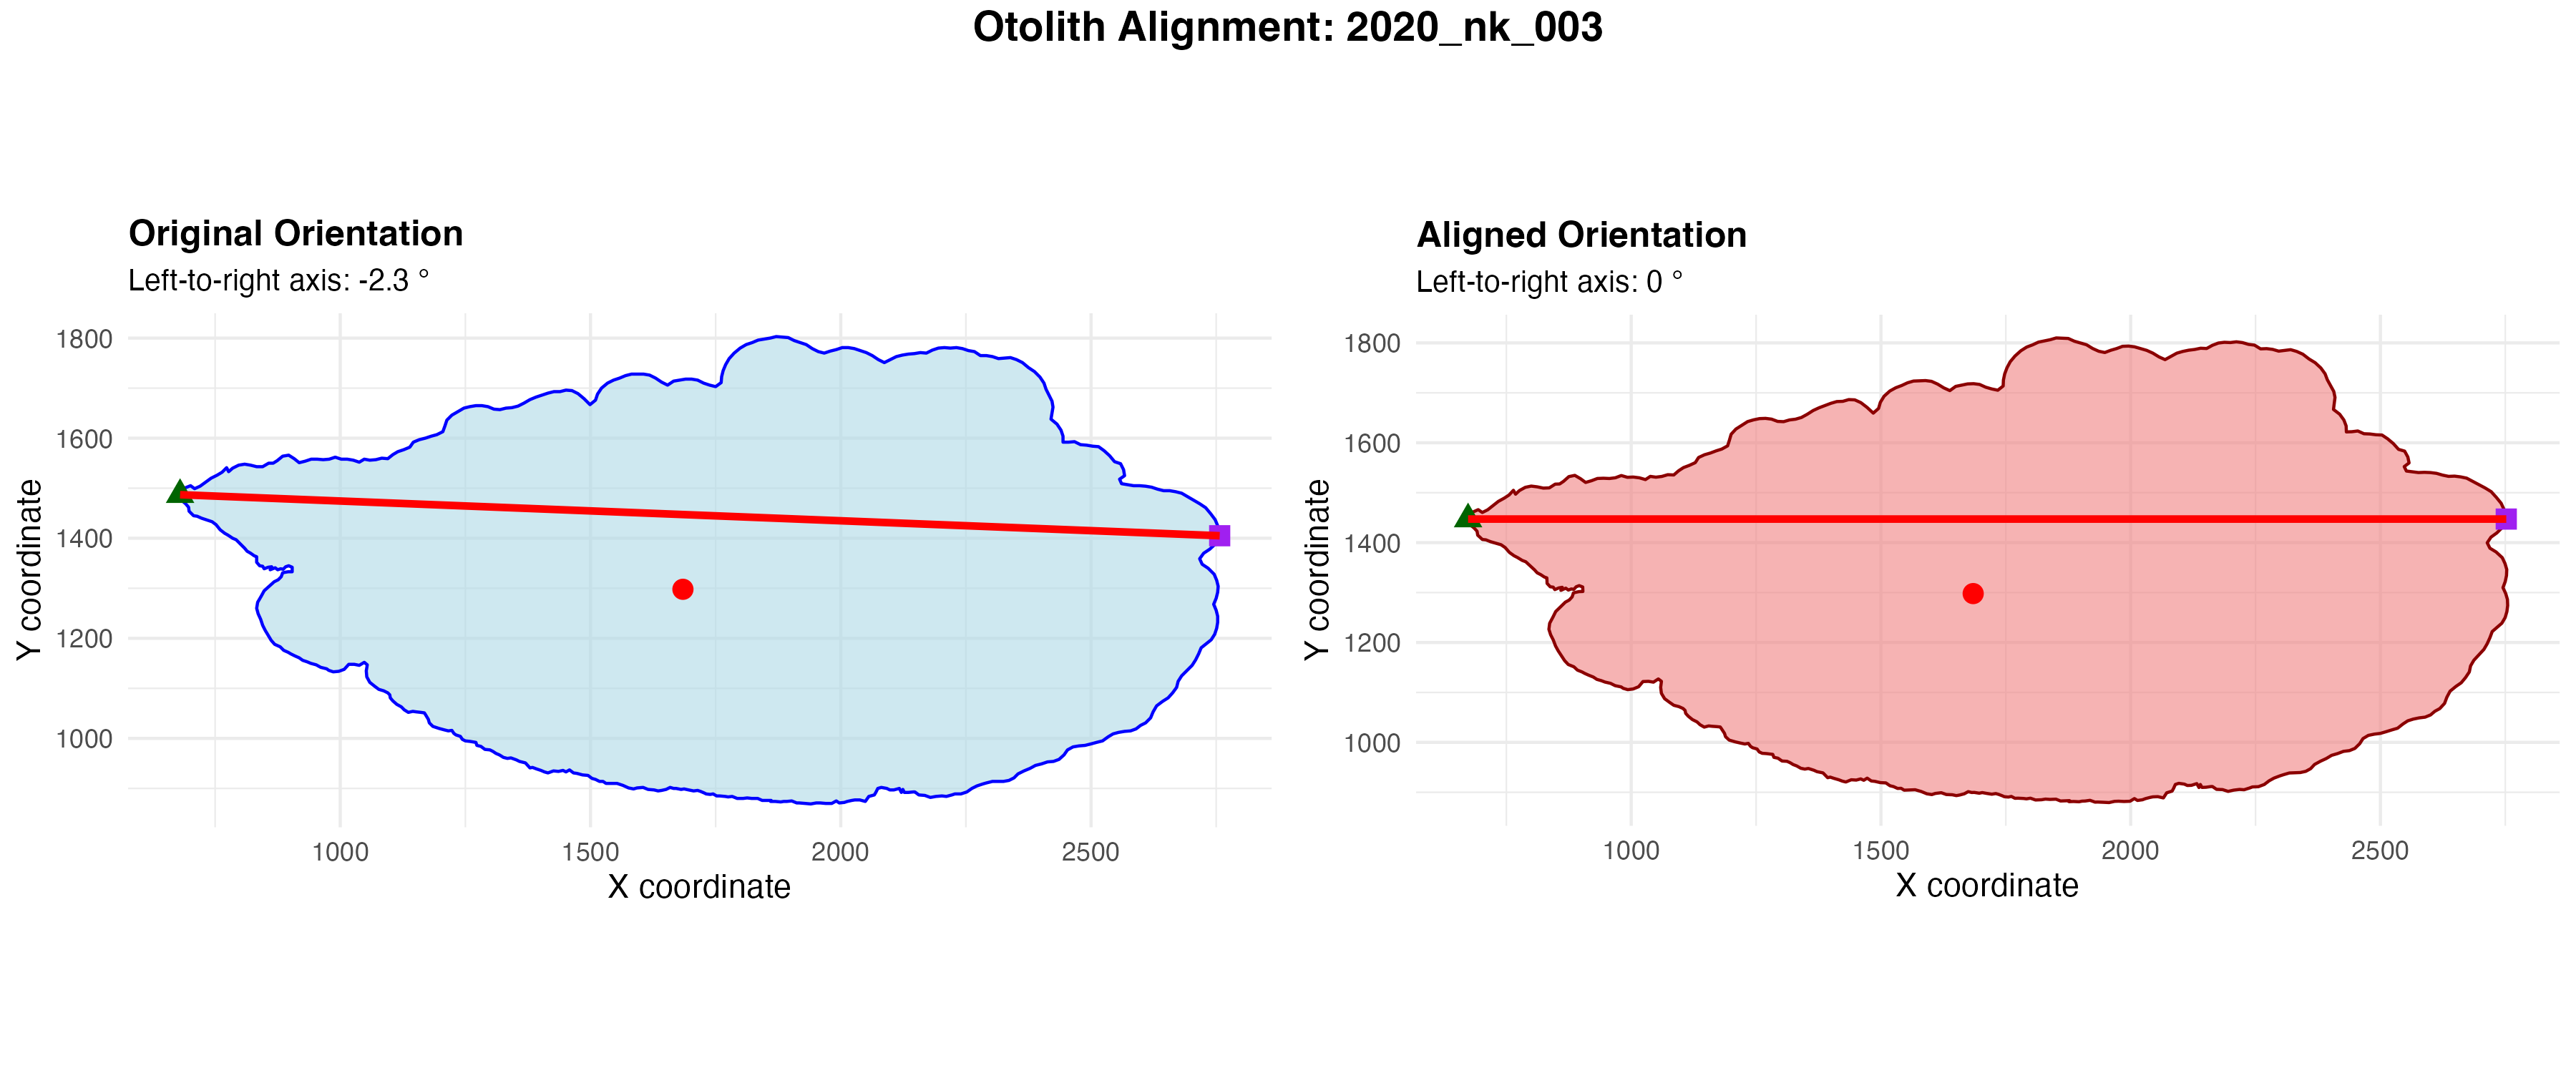 Otolith Alignment: 2020_nk_003
Original Orientation
Left-to-right axis: -2.3 °
1800
1600
1400
1200
1000
Y coordinate
1000 1500 2000 2500
X coordinate
Aligned Orientation
Left-to-right axis: 0 °
1800
1600
1400
1200
1000
Y coordinate
1000 1500 2000 2500
X coordinate